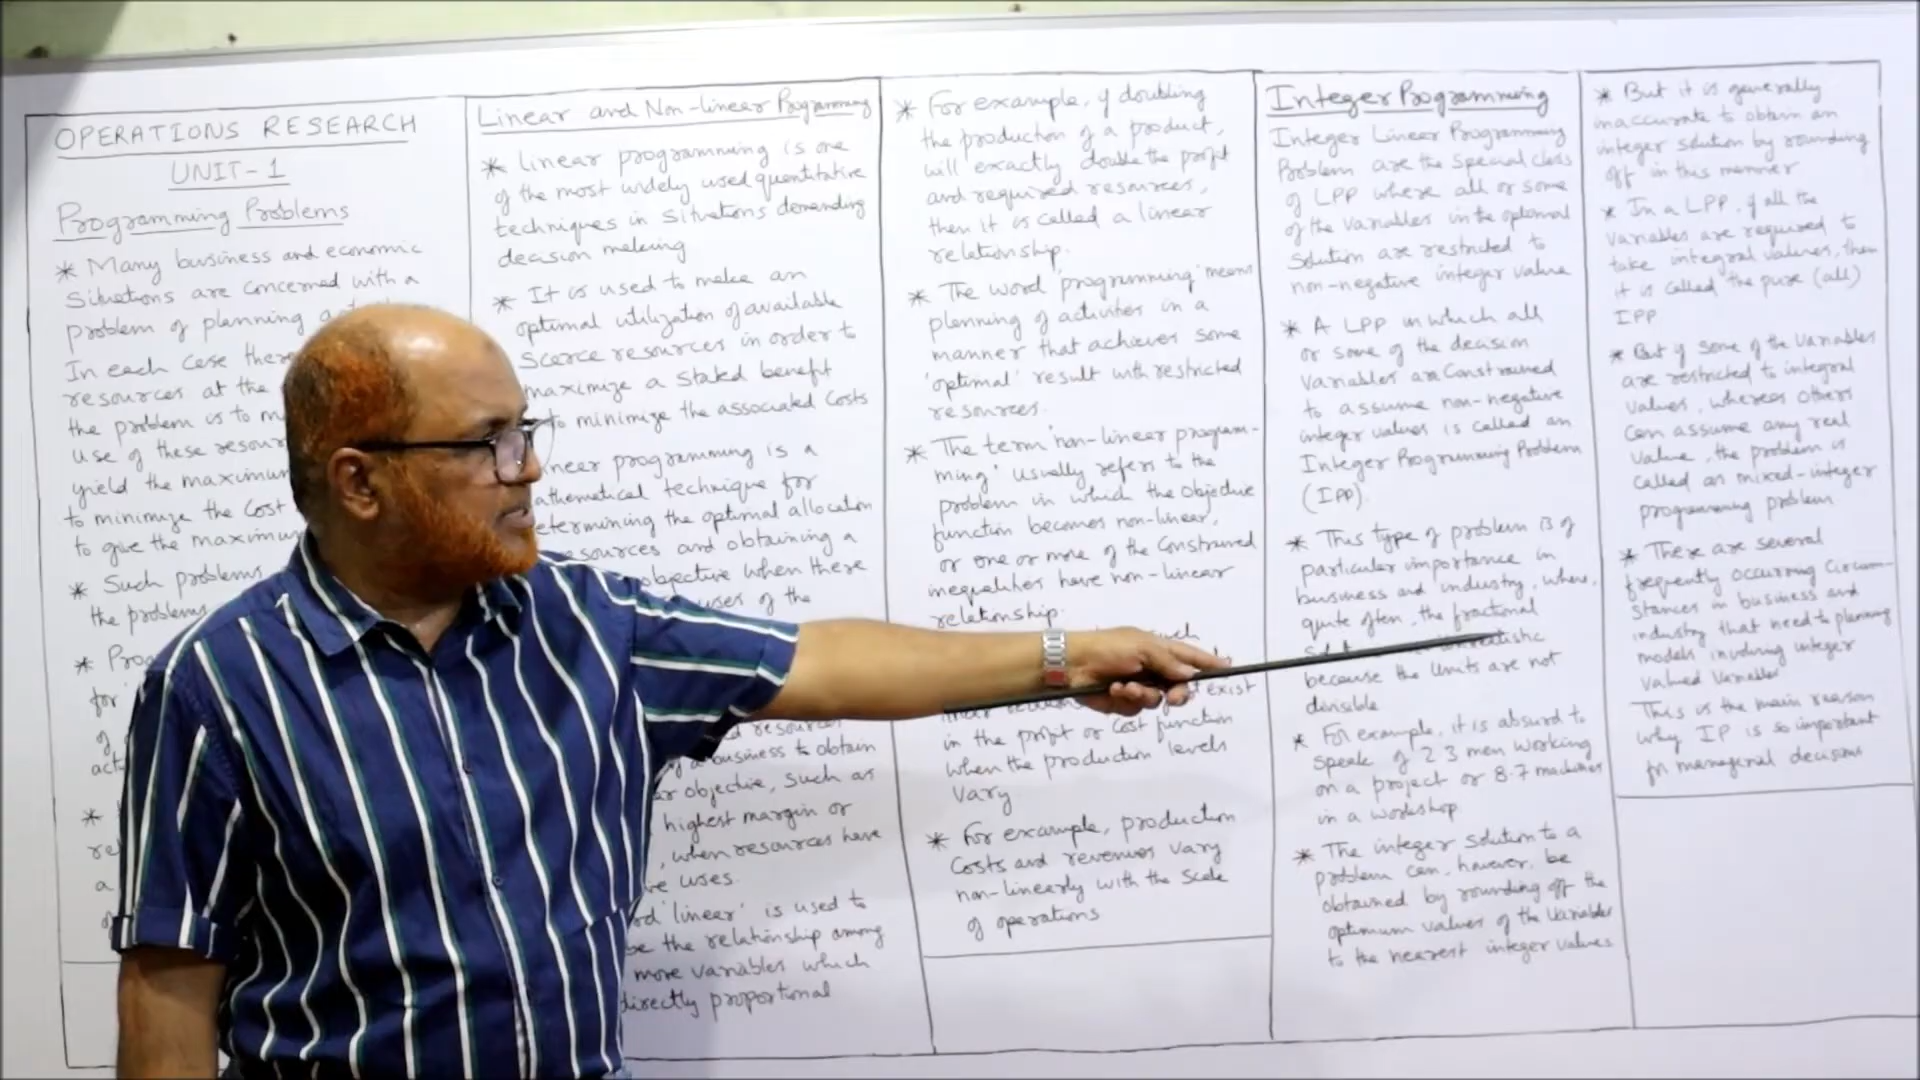 OPERATIONS RESEARCH
UNIT-1
Programming Problems
* Many business and economic
Situations are concerned with a
problem of planning
In each case there
resources at the
the problem is to
use of these
yield the maximum
to minimize the Cost
to give the maximum
* Such problems
the problems
*
for
of
*
a
Linear and Non-linear Programming
* Linear programming is one
of the most widely used quantitative
techniques in situations demanding
decision making
* It is used to make an
optimal utilization of available
Scarce resources in order to
maximize a stated benefit
to minimize the associated costs
programming is a
technique for
the optimal allocation
and obtaining a
objective when there
uses of the
resources
business to obtain
objective, such as
highest margin or
, when resources have
uses.
'linear' is used to
the relationship among
more variables which
directly proportional
* For example, if doubling
the production of a product,
will exactly double the profit
and required resources,
then it is called a linear
relationship.
* The word 'programming' means
planning of activities in a
manner that achieves some
'optimal' result with restricted
resources.
* The term 'non-linear program-
ming' usually refers to the
problem in which the objective
function becomes non-linear,
or one or more of the constrained
inequalities have non-linear
relationship.
exist
in the profit or cost function
when the production levels
vary
* For example, production
Costs and revenues vary
non-linearly with the scale
of operations
Integer Programming
Integer Linear Programming
Problem are the special class
of LPP where all or some
of the variables in the optimal
Solution are restricted to
non-negative integer value
* A LPP in which all
or some of the decision
variables are Constrained
to assume non-negative
integer values is called an
Integer Programming Problem
(IPP).
* This type of problem is of
particular importance in
business and industry, where,
quite often, the fractional
because the units are not
divisible
* For example, it is absurd to
speak of 2.3 men working
on a project or 8.7 machines
in a workshop.
* The integer solution to a
problem can, however, be
obtained by rounding off the
optimum values of the variables
to the nearest integer values
* But it is generally
inaccurate to obtain an
integer solution by rounding
off in this manner
* In a LPP, if all the
variables are required to
take integral values, then
it is called the pure (all)
IPP
* But if some of the variables
are restricted to integral
values, whereas others
can assume any real
value, the problem is
called as mixed-integer
programming problem
* There are several
frequently occurring circum-
stances in business and
industry that need to planning
models involving integer
valued variables
This is the main reason
why IP is so important
for managerial decisions